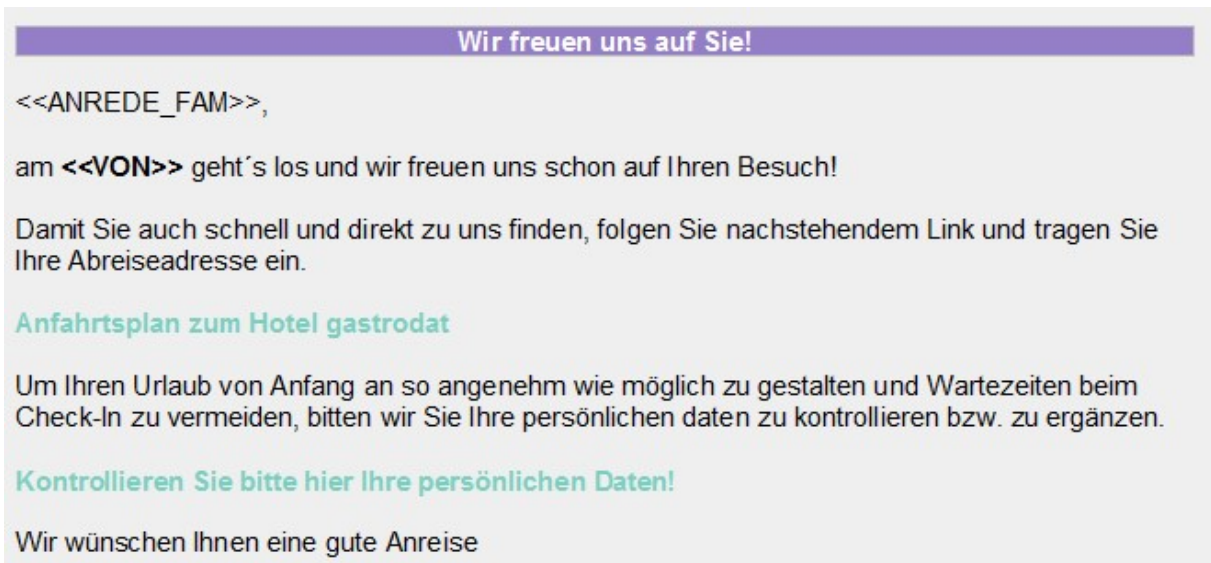 Wir freuen uns auf Sie!
<<ANREDE_FAM>>,
am <<VON>> geht´s los und wir freuen uns schon auf Ihren Besuch!
Damit Sie auch schnell und direkt zu uns finden, folgen Sie nachstehendem Link und tragen Sie
Ihre Abreiseadresse ein.
Anfahrtsplan zum Hotel gastrodat
Um Ihren Urlaub von Anfang an so angenehm wie möglich zu gestalten und Wartezeiten beim
Check-In zu vermeiden, bitten wir Sie Ihre persönlichen daten zu kontrollieren bzw. zu ergänzen.
Kontrollieren Sie bitte hier Ihre persönlichen Daten!
Wir wünschen Ihnen eine gute Anreise